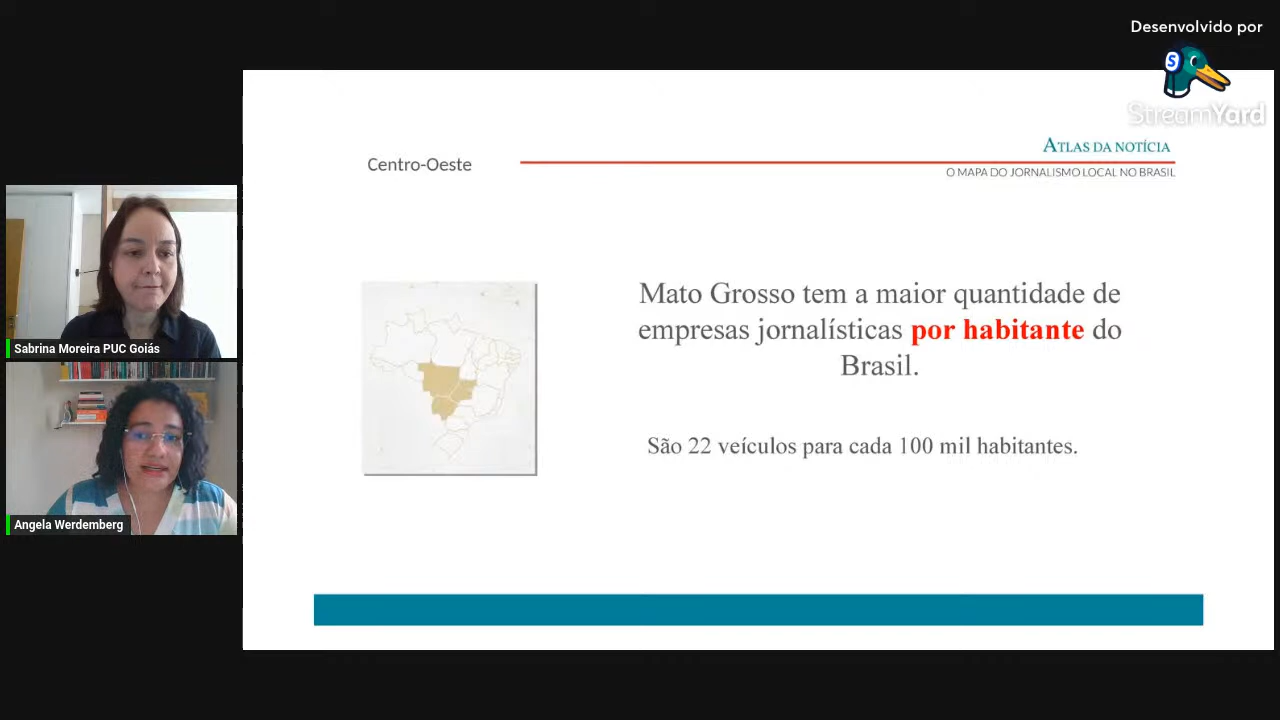 Desenvolvido por
StreamYard
Centro-Oeste
ATLAS DA NOTÍCIA
O MAPA DO JORNALISMO LOCAL NO BRASIL
Mato Grosso tem a maior quantidade de
empresas jornalísticas por habitante do
Brasil.
São 22 veículos para cada 100 mil habitantes.
Sabrina Moreira PUC Goiás
Angela Werdemberg